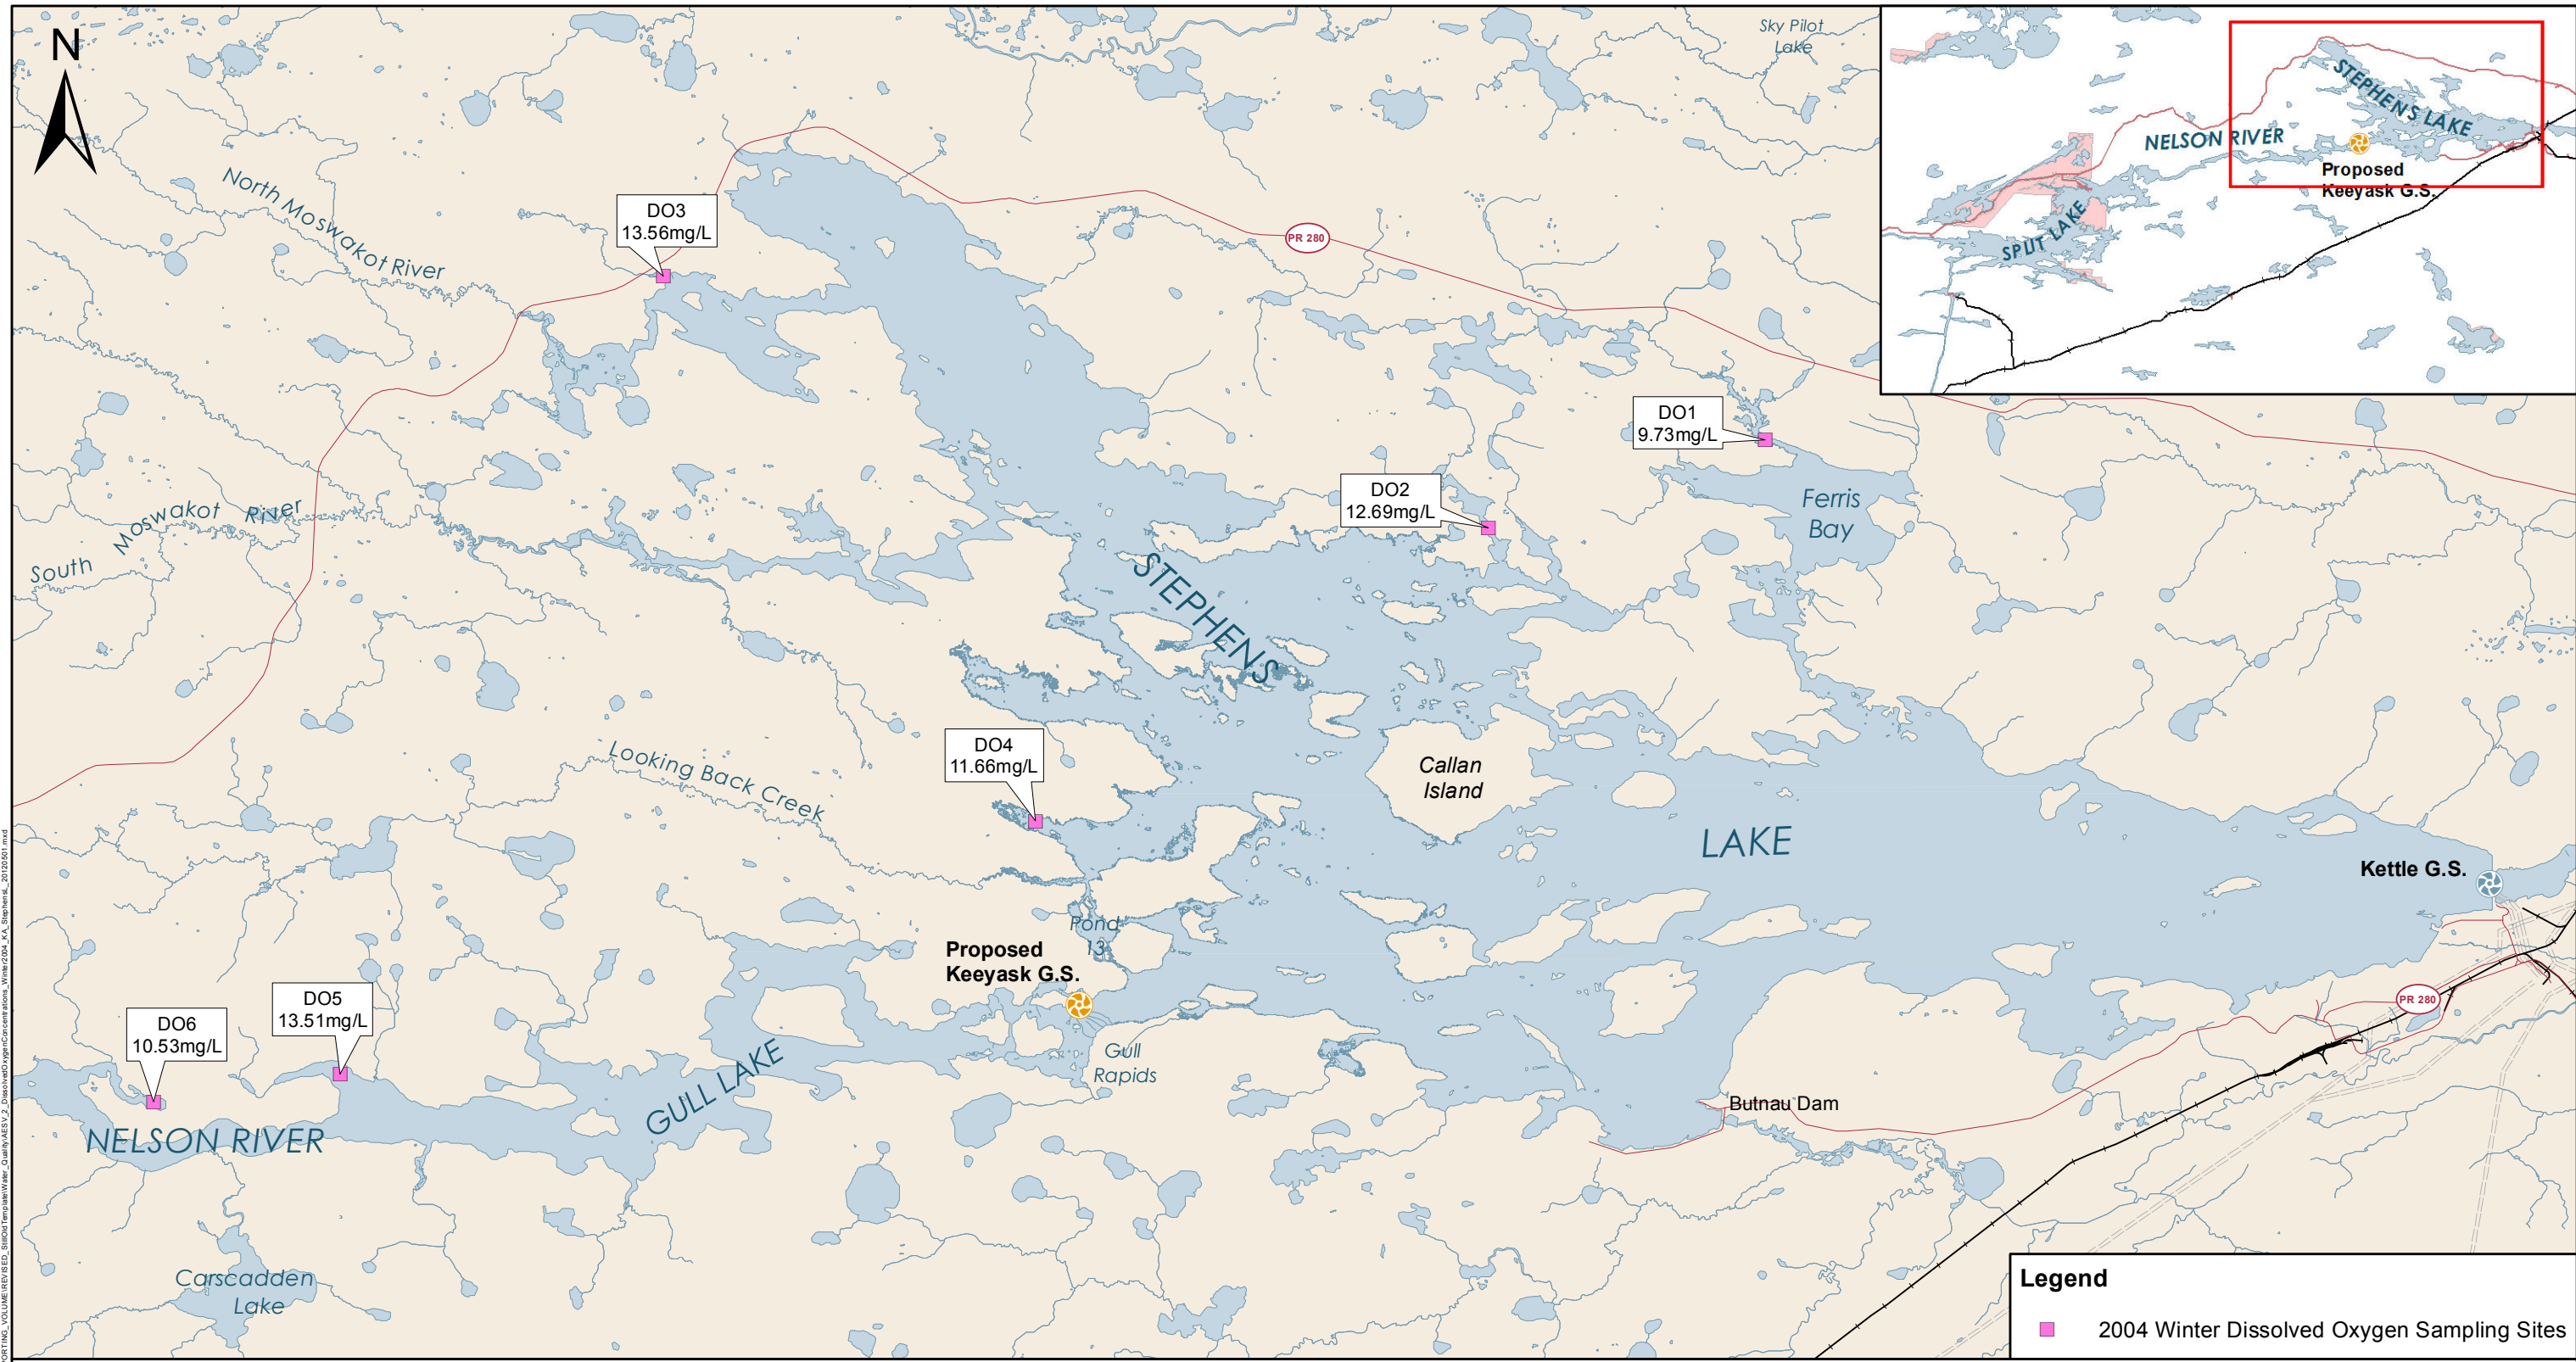 N
Sky Pilot
Lake
STEPHENS LAKE
NELSON RIVER
Proposed
Keeyask G.S.
SPLIT LAKE
North Moswakot River
DO3
13.56mg/L
PR 280
DO1
9.73mg/L
DO2
12.69mg/L
Ferris
Bay
South Moswakot River
STEPHENS
LAKE
DO4
11.66mg/L
Callan
Island
Looking Back Creek
Kettle G.S.
Pond
13
Proposed
Keeyask G.S.
PR 280
DO5
13.51mg/L
DO6
10.53mg/L
Gull
Rapids
GULL LAKE
Butnau Dam
NELSON RIVER
Carscadden
Lake
Legend
2004 Winter Dissolved Oxygen Sampling Sites